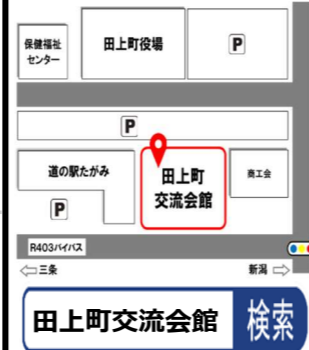 保健福祉
センター
田上町役場
P
P
道の駅たがみ
P
田上町
交流会館
商工会
R403バイパス
三条
新潟
田上町交流会館
検索